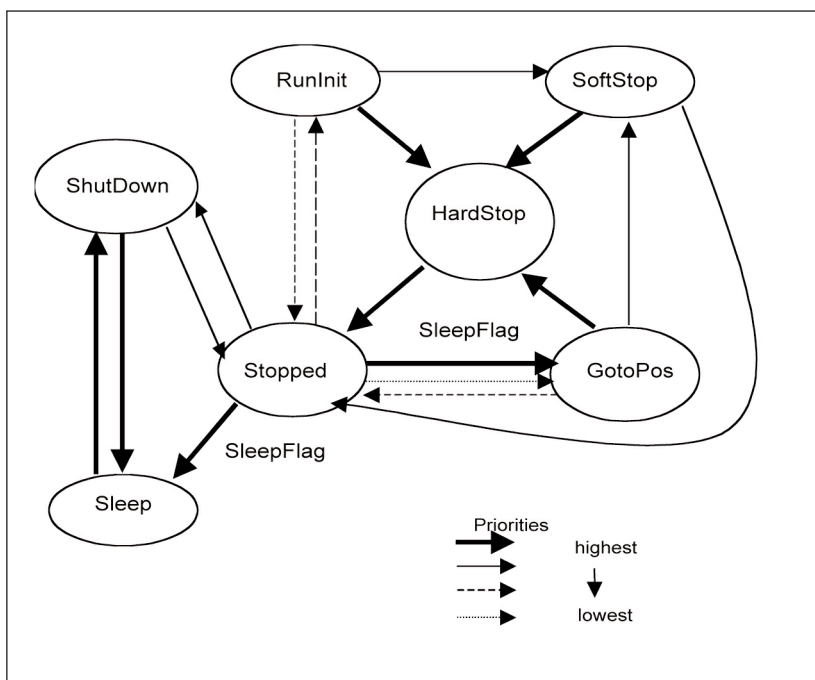 RunInit
SoftStop
ShutDown
HardStop
SleepFlag
Stopped
GotoPos
SleepFlag
Sleep
Priorities
highest
lowest